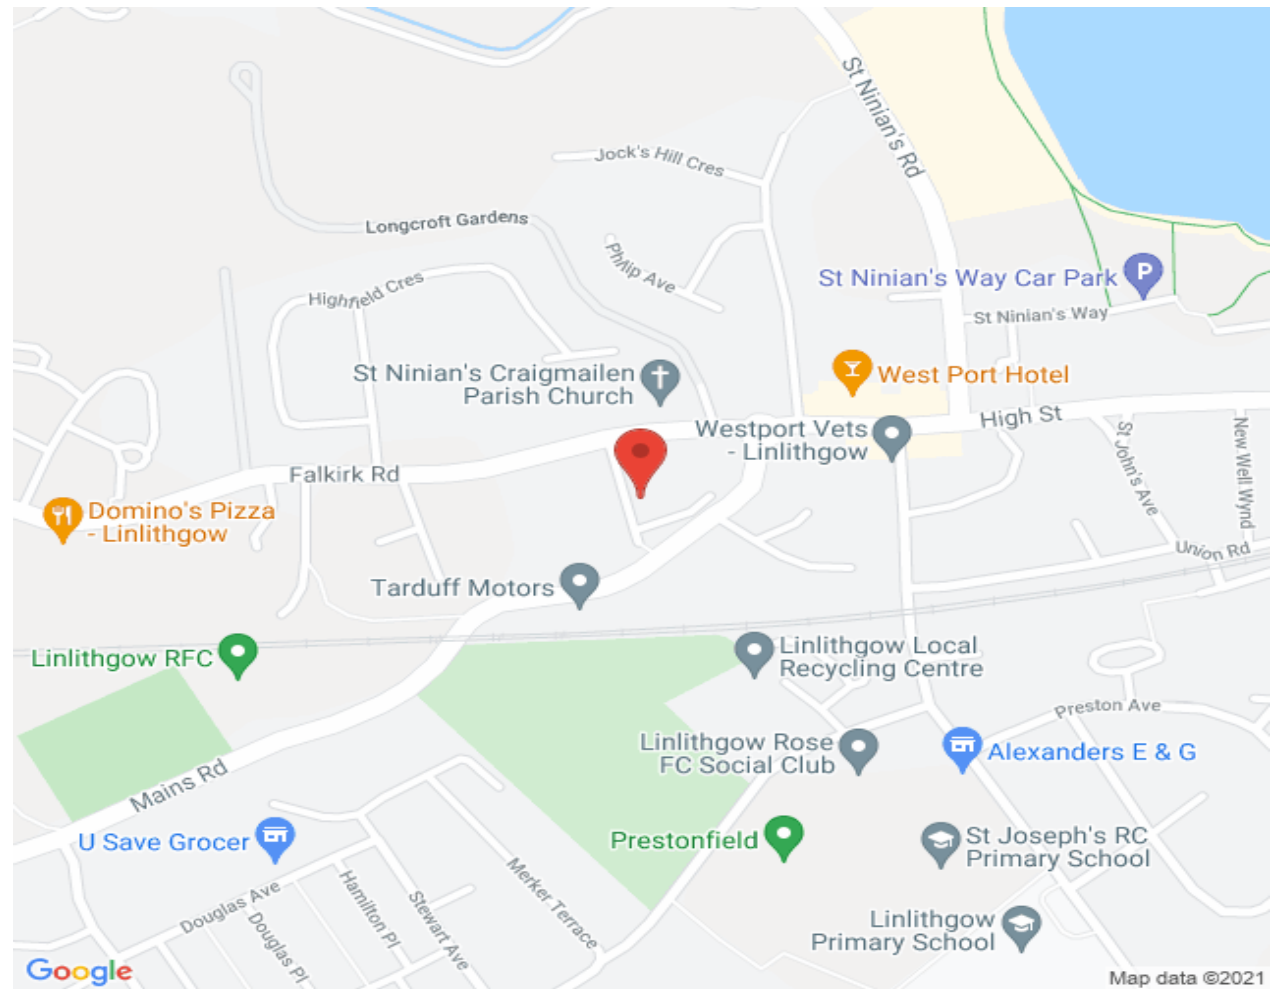 St Ninian's Rd
Jock's Hill Cres
Longcroft Gardens
Philip Ave
Highfield Cres
St Ninian's Way Car Park
P
St Ninian's Way
St Ninian's Craigmailen
Parish Church
West Port Hotel
High St
Westport Vets
- Linlithgow
St John's Ave
New Well Wynd
Falkirk Rd
Domino's Pizza
- Linlithgow
Union Rd
Tarduff Motors
Linlithgow RFC
Linlithgow Local
Recycling Centre
Preston Ave
Linlithgow Rose
FC Social Club
Alexanders E & G
Mains Rd
U Save Grocer
Prestonfield
St Joseph's RC
Primary School
Merker Terrace
Douglas Ave
Hamilton Pl
Stewart Ave
Douglas Pl
Linlithgow
Primary School
Google
Map data ©2021